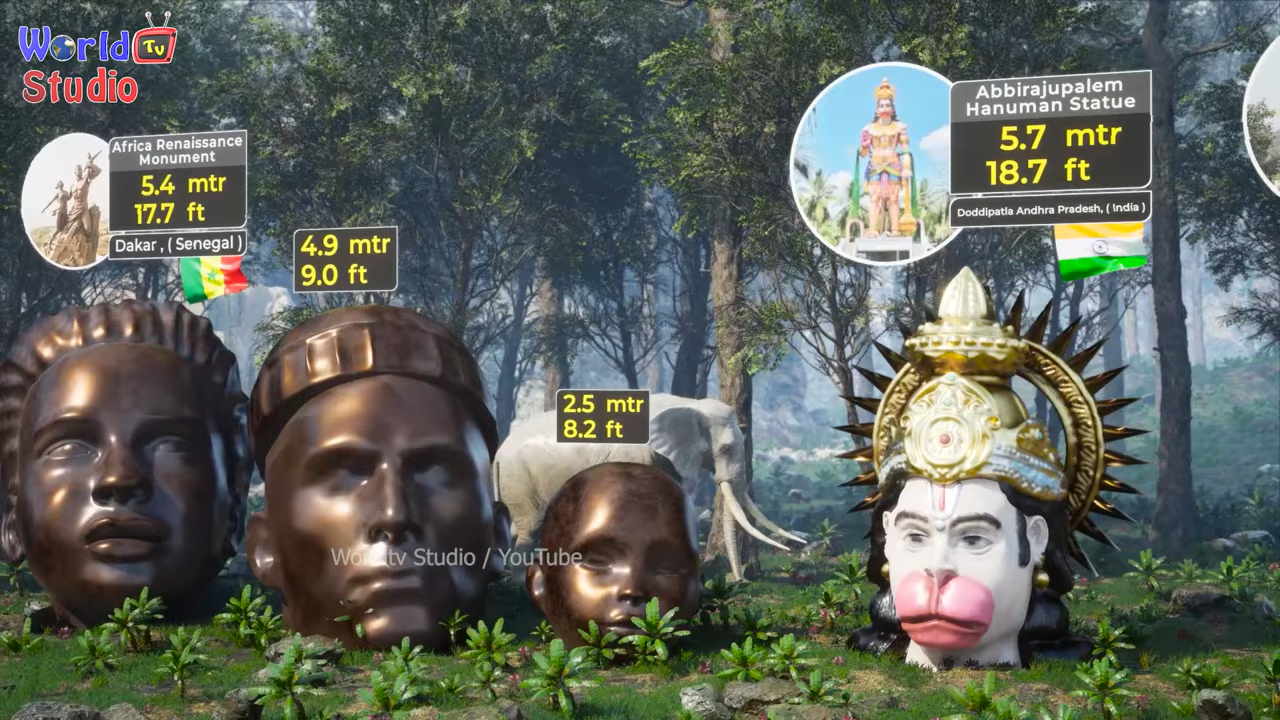 World Tv
Studio
Africa Renaissance
Monument
5.4 mtr
17.7 ft
Dakar , ( Senegal )
4.9 mtr
9.0 ft
2.5 mtr
8.2 ft
Abbirajupalem
Hanuman Statue
5.7 mtr
18.7 ft
Doddipatla Andhra Pradesh, ( India )
Worldtv Studio / YouTube